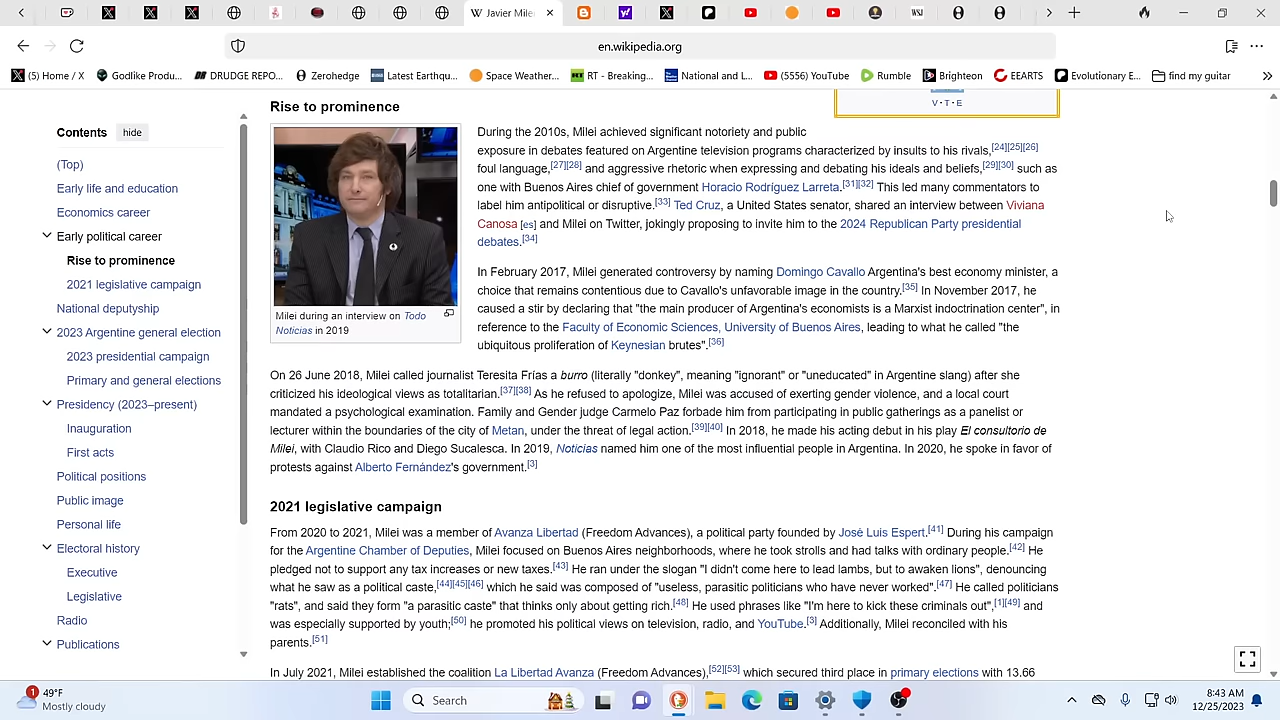 Javier Milei
en.wikipedia.org
(5) Home / X
Godlike Produ...
DRUDGE REPO...
Zerohedge
Latest Earthqu...
Space Weather...
RT - Breaking...
National and L...
(5556) YouTube
Rumble
Brighteon
EEARTS
Evolutionary E...
find my guitar
V · T · E
Contents
hide
(Top)
Early life and education
Economics career
Early political career
Rise to prominence
2021 legislative campaign
National deputyship
2023 Argentine general election
2023 presidential campaign
Primary and general elections
Presidency (2023–present)
Inauguration
First acts
Political positions
Public image
Personal life
Electoral history
Executive
Legislative
Radio
Publications
Rise to prominence
Milei during an interview on Todo
Noticias in 2019
During the 2010s, Milei achieved significant notoriety and public
exposure in debates featured on Argentine television programs characterized by insults to his rivals,[24][25][26]
foul language,[27][28] and aggressive rhetoric when expressing and debating his ideals and beliefs,[29][30] such as
one with Buenos Aires chief of government Horacio Rodríguez Larreta.[31][32] This led many commentators to
label him antipolitical or disruptive.[33] Ted Cruz, a United States senator, shared an interview between Viviana
Canosa [es] and Milei on Twitter, jokingly proposing to invite him to the 2024 Republican Party presidential
debates.[34]
In February 2017, Milei generated controversy by naming Domingo Cavallo Argentina's best economy minister, a
choice that remains contentious due to Cavallo's unfavorable image in the country.[35] In November 2017, he
caused a stir by declaring that "the main producer of Argentina's economists is a Marxist indoctrination center", in
reference to the Faculty of Economic Sciences, University of Buenos Aires, leading to what he called "the
ubiquitous proliferation of Keynesian brutes".[36]
On 26 June 2018, Milei called journalist Teresita Frías a burro (literally "donkey", meaning "ignorant" or "uneducated" in Argentine slang) after she
criticized his ideological views as totalitarian.[37][38] As he refused to apologize, Milei was accused of exerting gender violence, and a local court
mandated a psychological examination. Family and Gender judge Carmelo Paz forbade him from participating in public gatherings as a panelist or
lecturer within the boundaries of the city of Metan, under the threat of legal action.[39][40] In 2018, he made his acting debut in his play El consultorio de
Milei, with Claudio Rico and Diego Sucalesca. In 2019, Noticias named him one of the most influential people in Argentina. In 2020, he spoke in favor of
protests against Alberto Fernández's government.[3]
2021 legislative campaign
From 2020 to 2021, Milei was a member of Avanza Libertad (Freedom Advances), a political party founded by José Luis Espert.[41] During his campaign
for the Argentine Chamber of Deputies, Milei focused on Buenos Aires neighborhoods, where he took strolls and had talks with ordinary people.[42] He
pledged not to support any tax increases or new taxes.[43] He ran under the slogan "I didn't come here to lead lambs, but to awaken lions", denouncing
what he saw as a political caste,[44][45][46] which he said was composed of "useless, parasitic politicians who have never worked".[47] He called politicians
"rats", and said they form "a parasitic caste" that thinks only about getting rich.[48] He used phrases like "I'm here to kick these criminals out",[1][49] and
was especially supported by youth;[50] he promoted his political views on television, radio, and YouTube.[3] Additionally, Milei reconciled with his
parents.[51]
In July 2021, Milei established the coalition La Libertad Avanza (Freedom Advances),[52][53] which secured third place in primary elections with 13.66
1
49°F
Mostly cloudy
Search
8:43 AM
12/25/2023